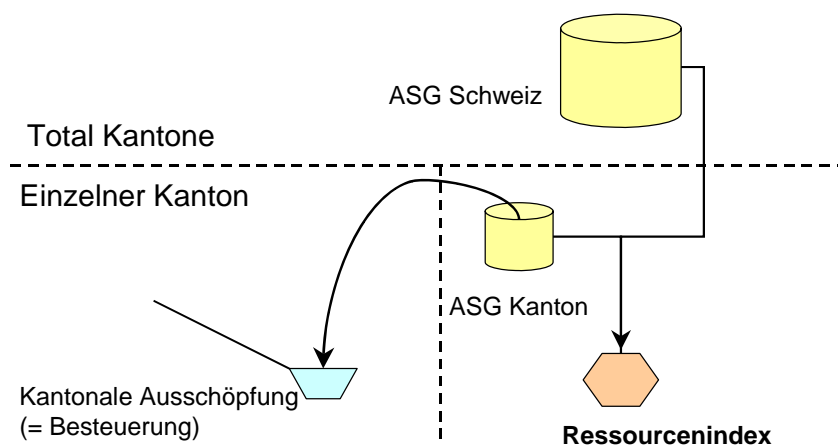 ASG Schweiz
Total Kantone
Einzelner Kanton
ASG Kanton
Kantonale Ausschöpfung
(= Besteuerung)
Ressourcenindex